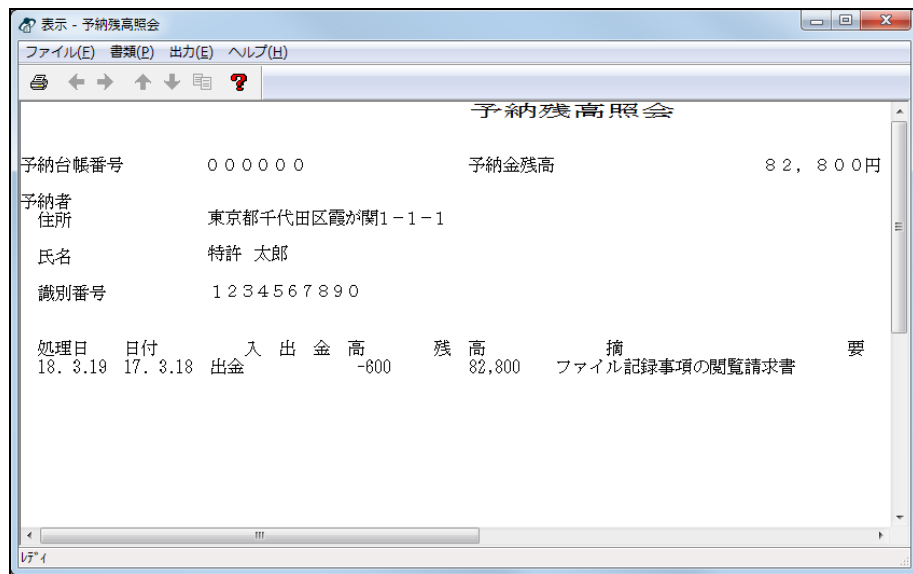 表示 - 予納残高照会
ファイル(F) 書類(P) 出力(E) ヘルプ(H)
予納残高照会
予納台帳番号 ００００００ 予納金残高 ８２，８００円
予納者
住所 東京都千代田区霞が関１－１－１
氏名 特許 太郎
識別番号 １２３４５６７８９０
処理日 日付 入 出 金 高 残 高 摘 要
18. 3.19 17. 3.18 出金 -600 82,800 ファイル記録事項の閲覧請求書
ﾚﾃﾞｨ